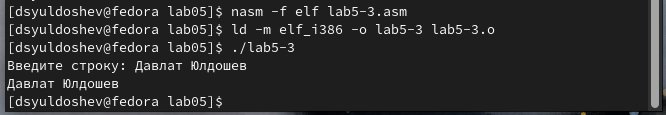 [dsyuldoshev@fedora lab05]$ nasm -f elf lab5-3.asm
[dsyuldoshev@fedora lab05]$ ld -m elf_i386 -o lab5-3 lab5-3.o
[dsyuldoshev@fedora lab05]$ ./lab5-3
Введите строку: Давлат Юлдошев
Давлат Юлдошев
[dsyuldoshev@fedora lab05]$